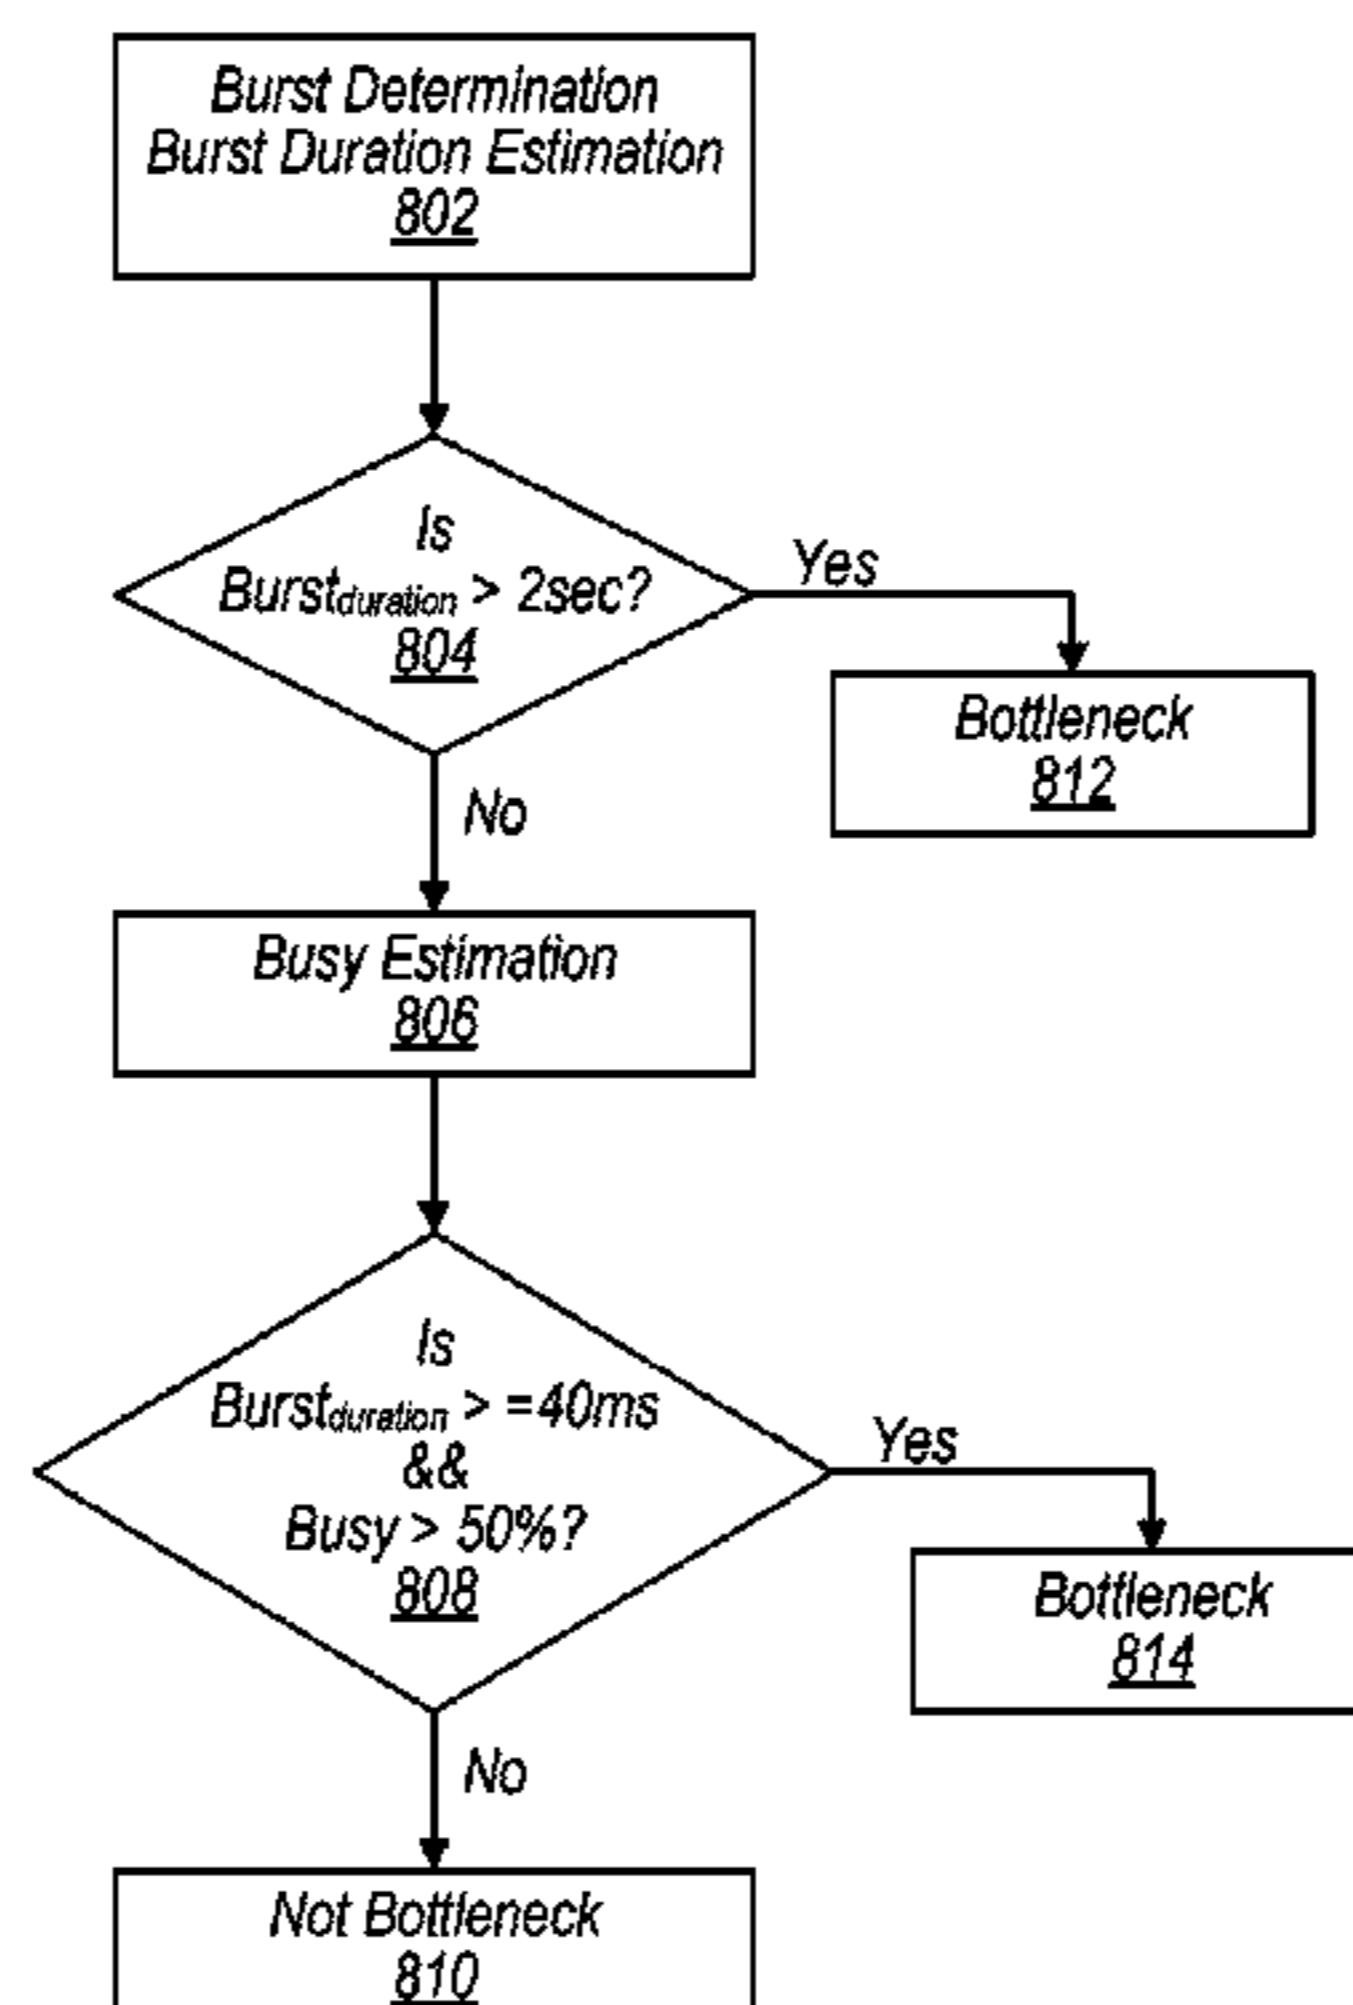 Burst Determination
Burst Duration Estimation
802
Is
Burstduration > 2sec?
804
Yes
Bottleneck
812
No
Busy Estimation
806
Is
Burstduration > =40ms
&&
Busy > 50%?
808
Yes
Bottleneck
814
No
Not Bottleneck
810